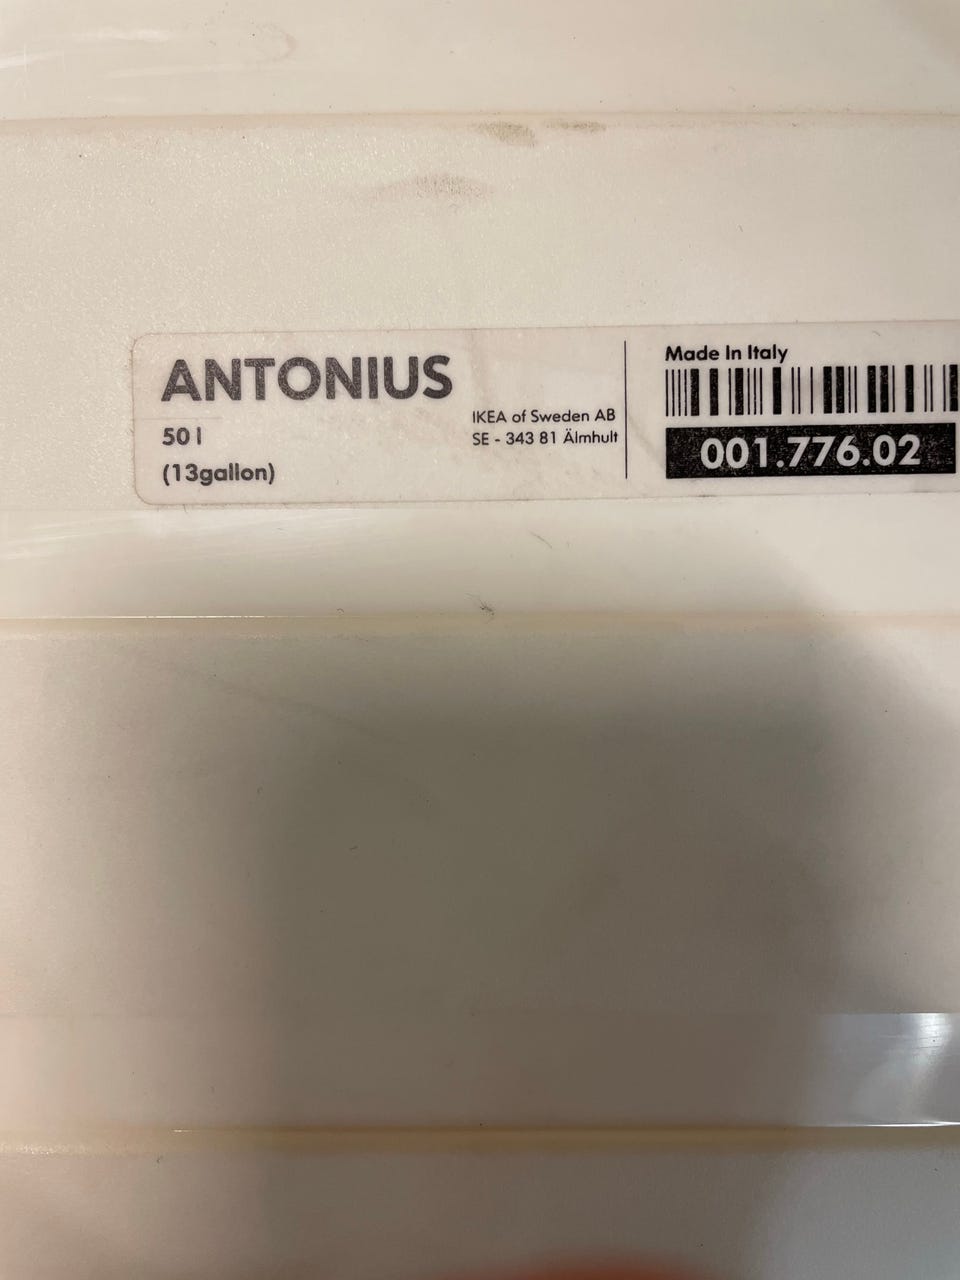 ANTONIUS
50 l
(13gallon)
IKEA of Sweden AB
SE - 343 81 Älmhult
Made In Italy
001.776.02